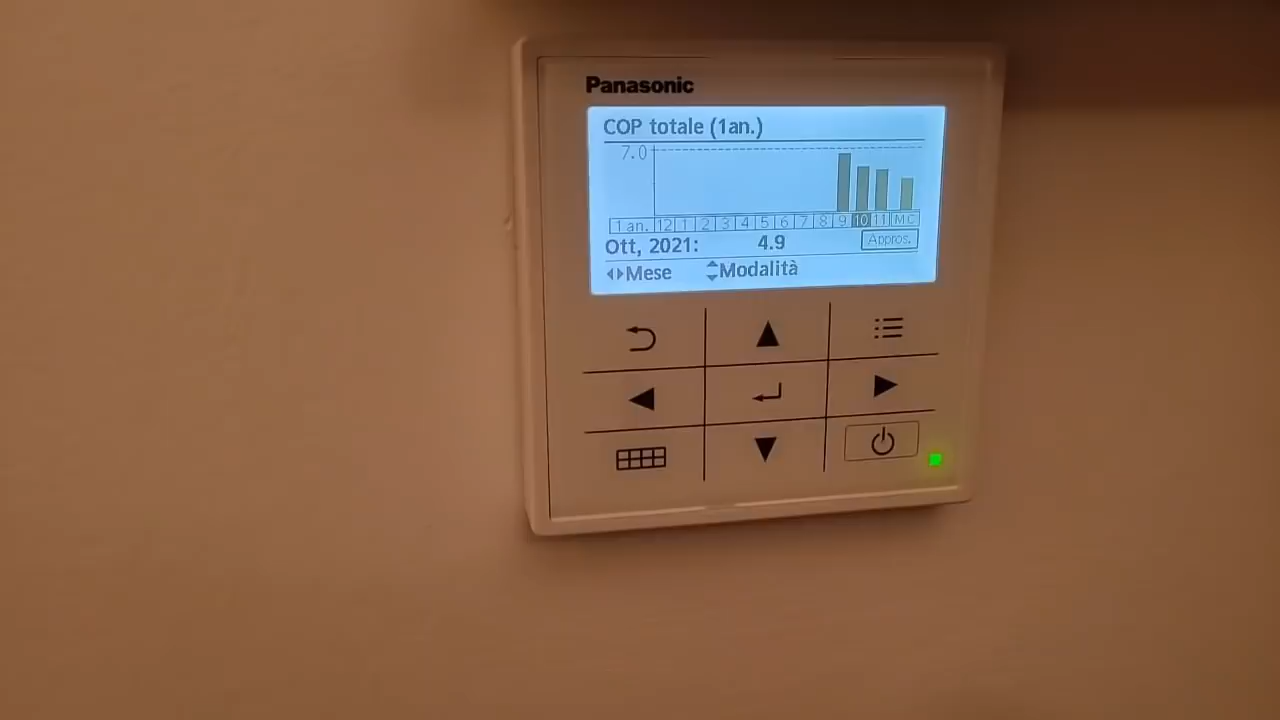 Panasonic
COP totale (1an.)
7.0
1 an. 12 1 2 3 4 5 6 7 8 9 10 11 MC
Ott, 2021: 4.9 Appros.
Mese Modalità